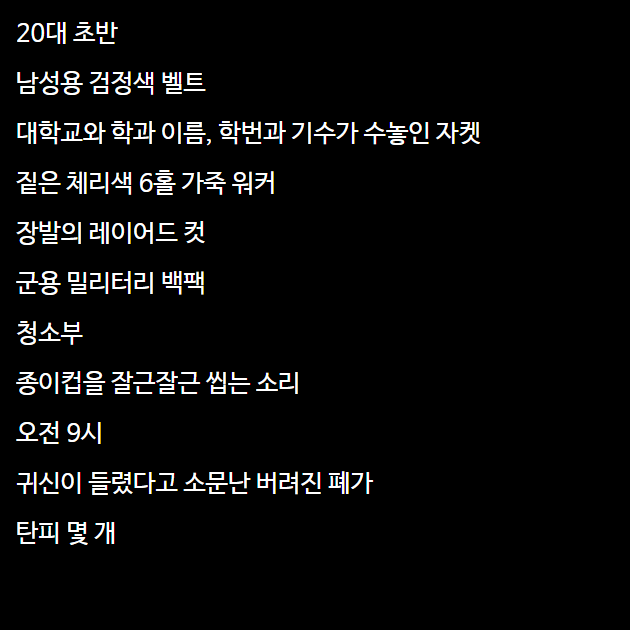 20대 초반
남성용 검정색 벨트
대학교와 학과 이름, 학번과 기수가 수놓인 자켓
짙은 체리색 6홀 가죽 워커
장발의 레이어드 컷
군용 밀리터리 백팩
청소부
종이컵을 잘근잘근 씹는 소리
오전 9시
귀신이 들렸다고 소문난 버려진 폐가
탄피 몇 개